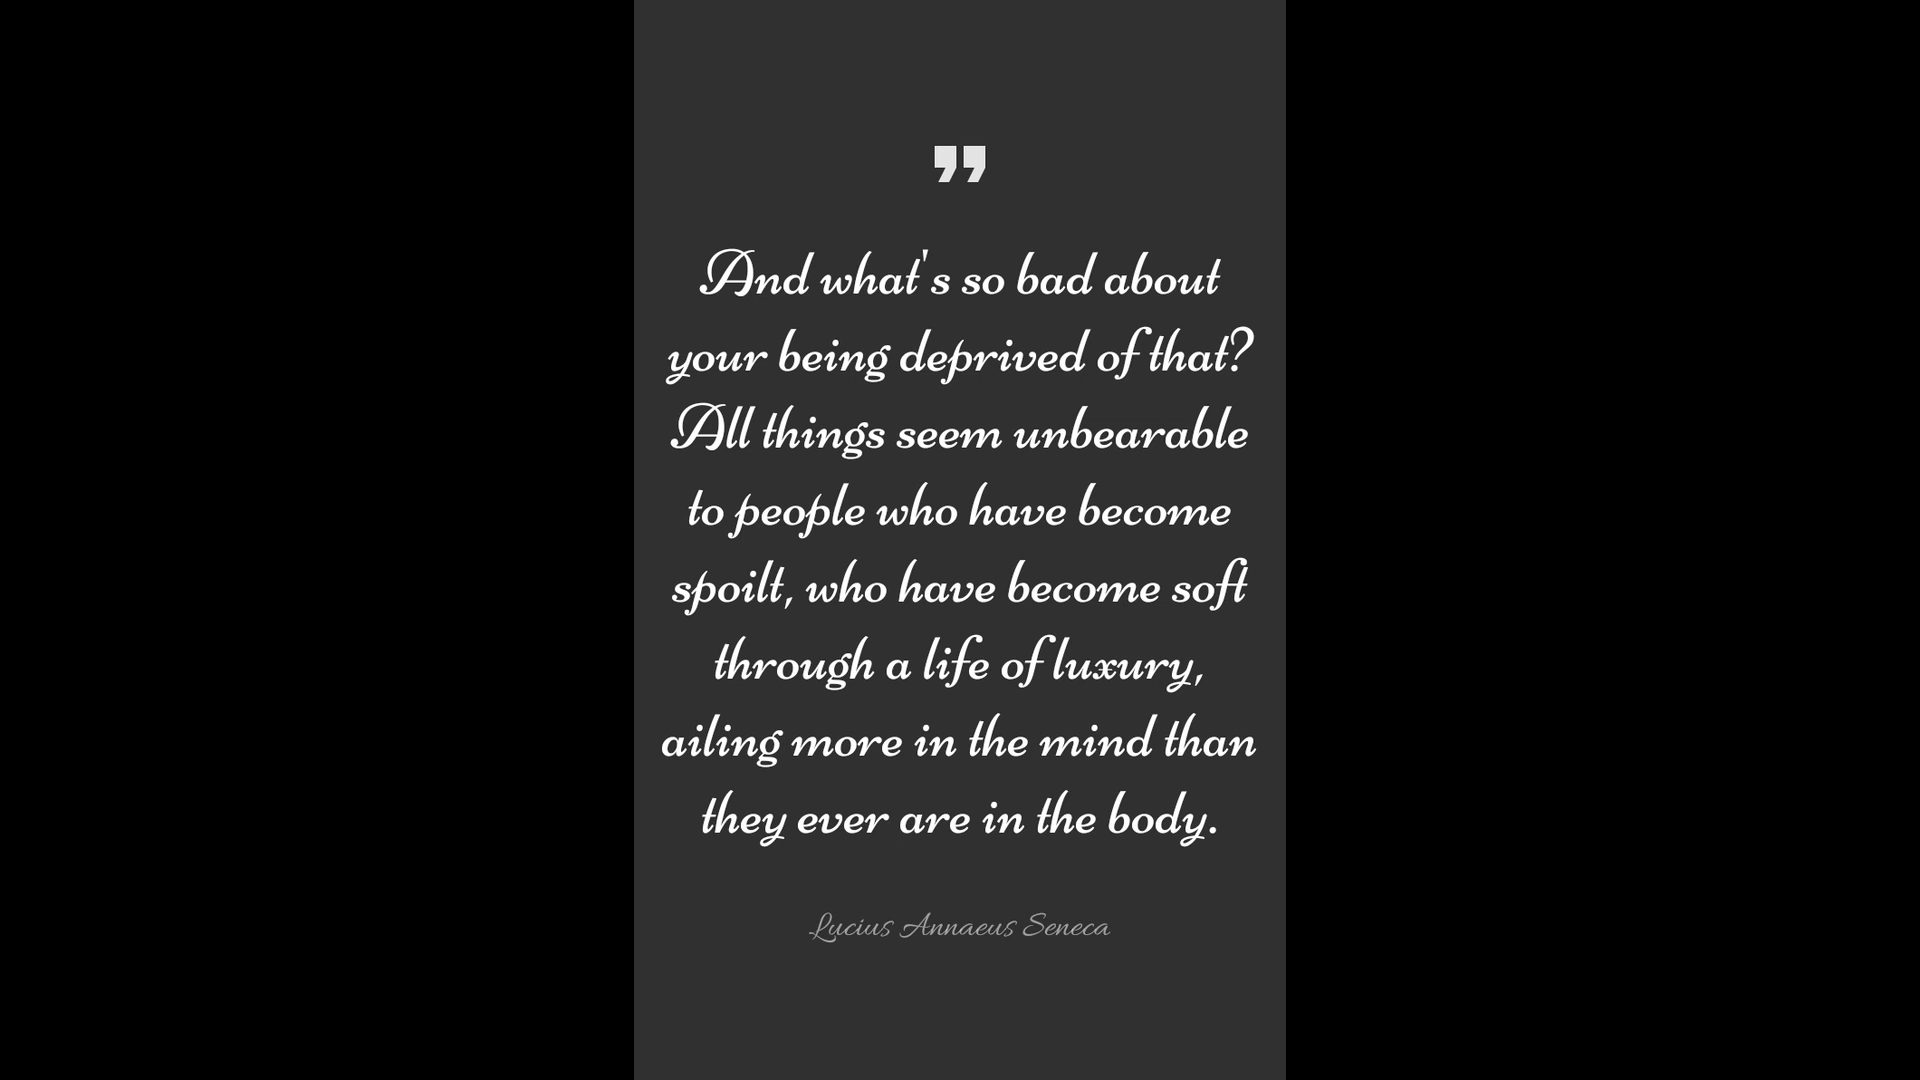 ”
And what's so bad about
your being deprived of that?
All things seem unbearable
to people who have become
spoilt, who have become soft
through a life of luxury,
ailing more in the mind than
they ever are in the body.
Lucius Annaeus Seneca